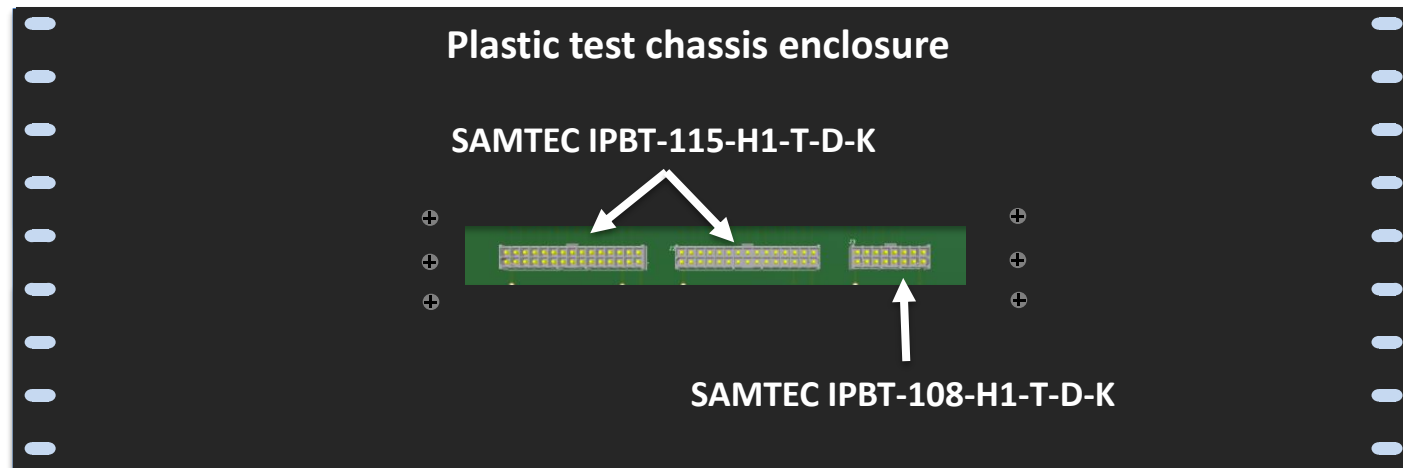 Plastic test chassis enclosure
SAMTEC IPBT-115-H1-T-D-K
SAMTEC IPBT-108-H1-T-D-K